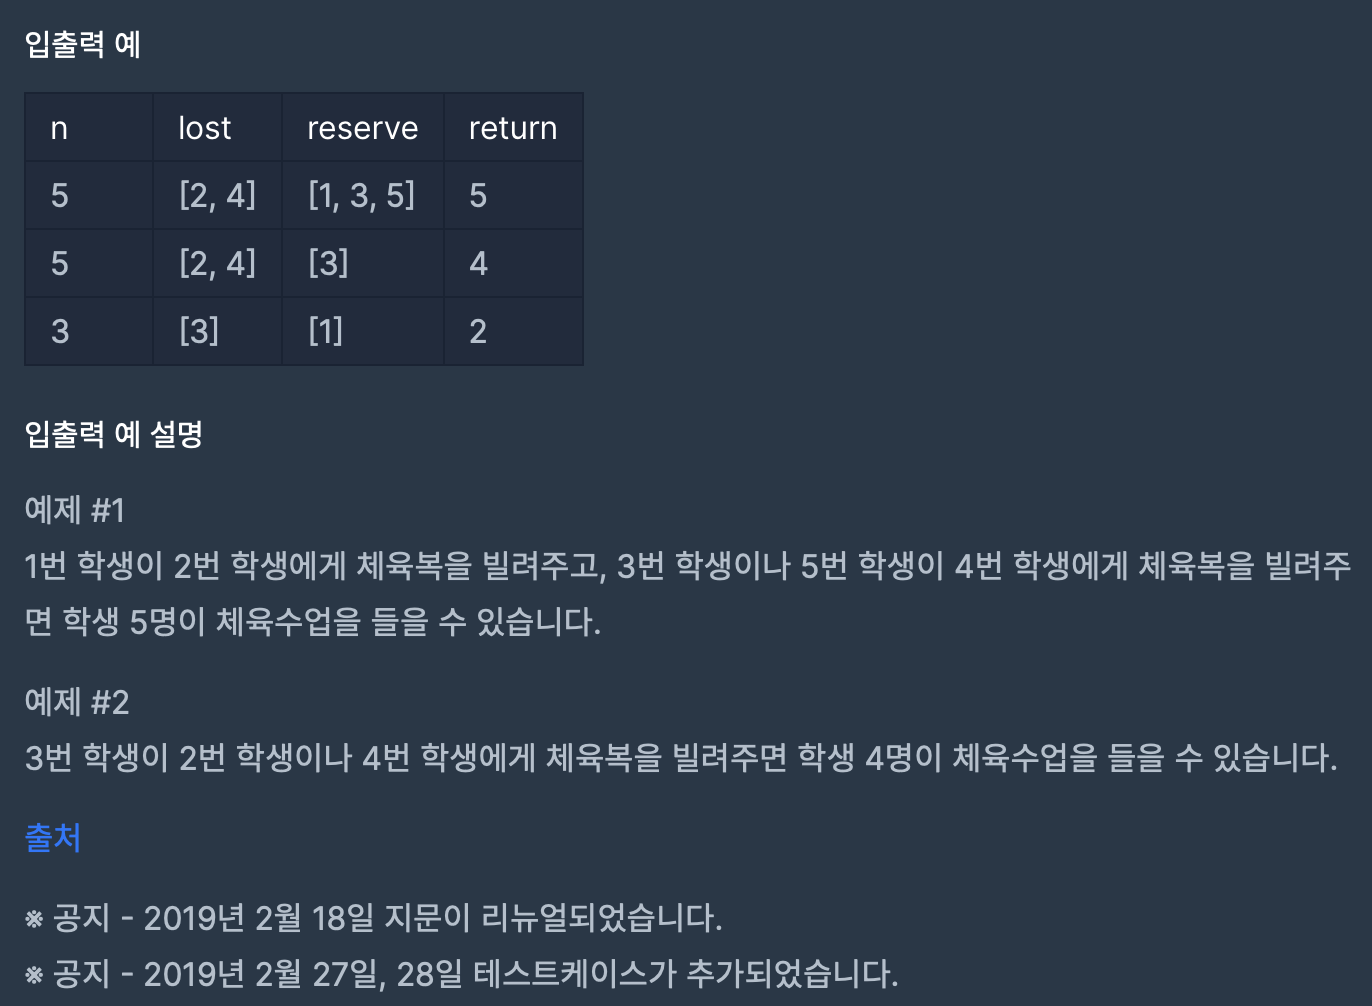 입출력 예
n lost reserve return
5 [2, 4] [1, 3, 5] 5
5 [2, 4] [3] 4
3 [3] [1] 2
입출력 예 설명
예제 #1
1번 학생이 2번 학생에게 체육복을 빌려주고, 3번 학생이나 5번 학생이 4번 학생에게 체육복을 빌려주
면 학생 5명이 체육수업을 들을 수 있습니다.
예제 #2
3번 학생이 2번 학생이나 4번 학생에게 체육복을 빌려주면 학생 4명이 체육수업을 들을 수 있습니다.
출처
※ 공지 - 2019년 2월 18일 지문이 리뉴얼되었습니다.
※ 공지 - 2019년 2월 27일, 28일 테스트케이스가 추가되었습니다.